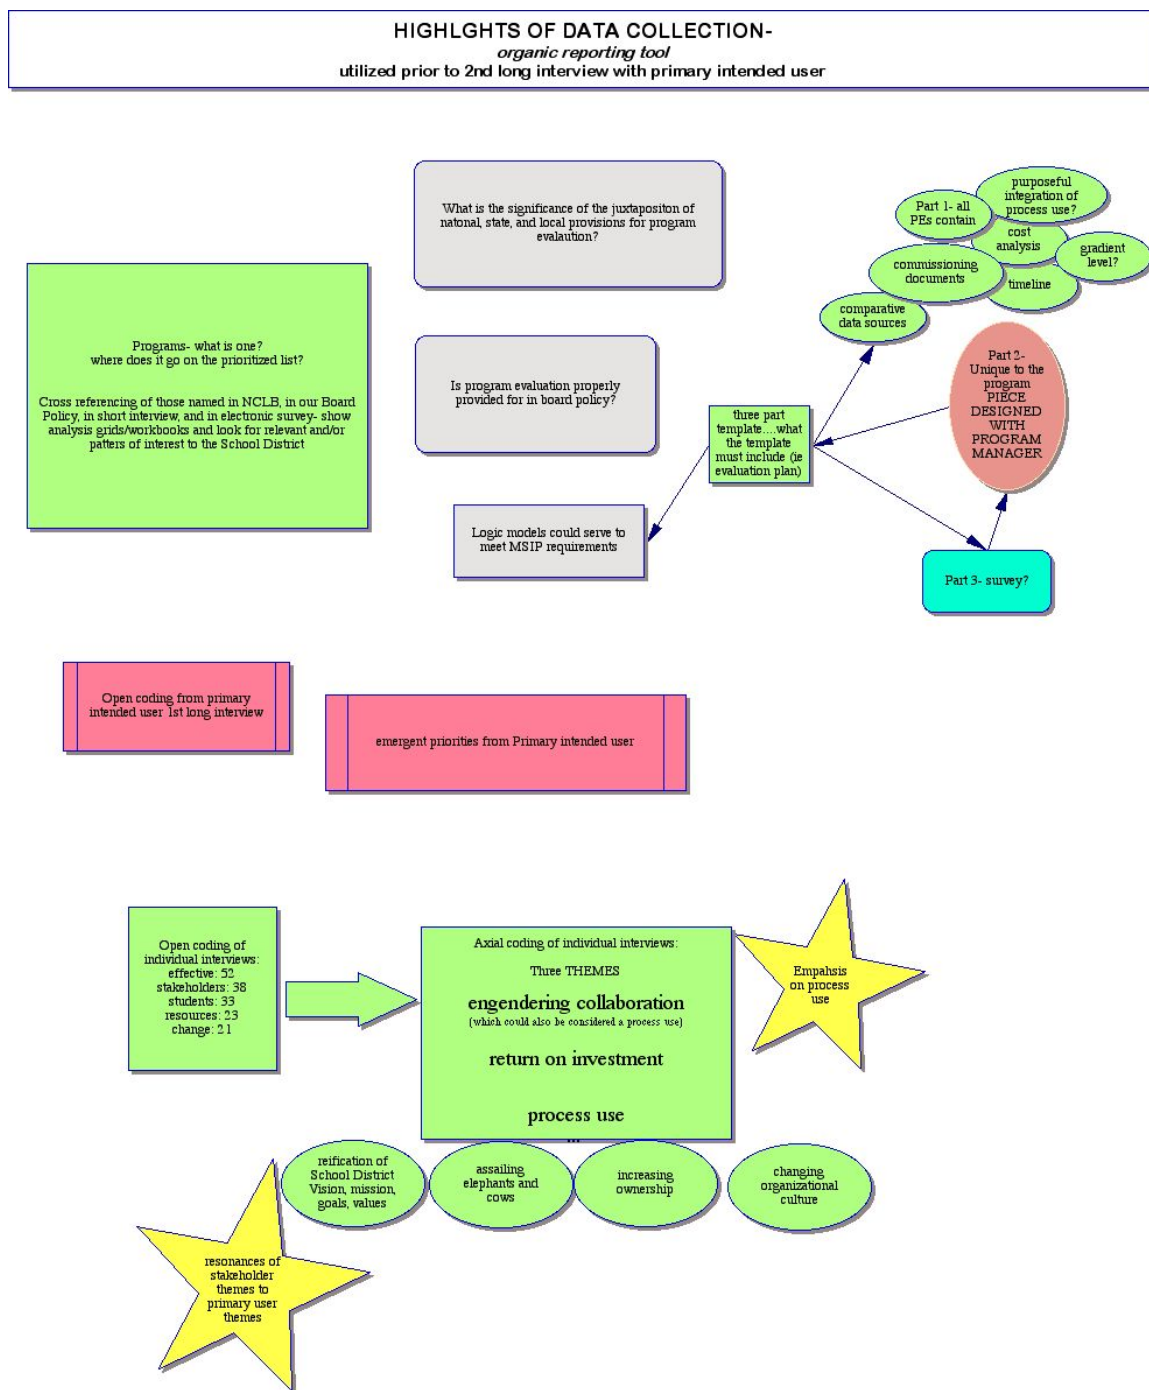 HIGHLGHTS OF DATA COLLECTION-
organic reporting tool
utilized prior to 2nd long interview with primary intended user
What is the significance of the juxtapositon of
natonal, state, and local provisions for program
evalaution?
purposeful
integration of
process use?
Part 1- all
PEs contain
cost
analysis
gradient
level?
commissioning
documents
timeline
comparative
data sources
Programs- what is one?
where does it go on the prioritized list?
Cross referencing of those named in NCLB, in our Board
Policy, in short interview, and in electronic survey- show
analysis grids/workbooks and look for relevant and/or
patters of interest to the School District
Is program evaluation properly
provided for in board policy?
three part
template....what
the template
must include (ie
evaluation plan)
Part 2-
Unique to the
program
PIECE
DESIGNED
WITH
PROGRAM
MANAGER
Logic models could serve to
meet MSIP requirements
Part 3- survey?
Open coding from primary
intended user 1st long interview
emergent priorities from Primary intended user
Open coding of
individual interviews:
effective: 52
stakeholders: 38
students: 33
resources: 23
change: 21
Axial coding of individual interviews:
Three THEMES
engendering collaboration
(which could also be considered a process use)
return on investment
process use
...
Empahsis
on process
use
reification of
School District
Vision, mission,
goals, values
assailing
elephants and
cows
increasing
ownership
changing
organizational
culture
resonances of
stakeholder
themes to
primary user
themes